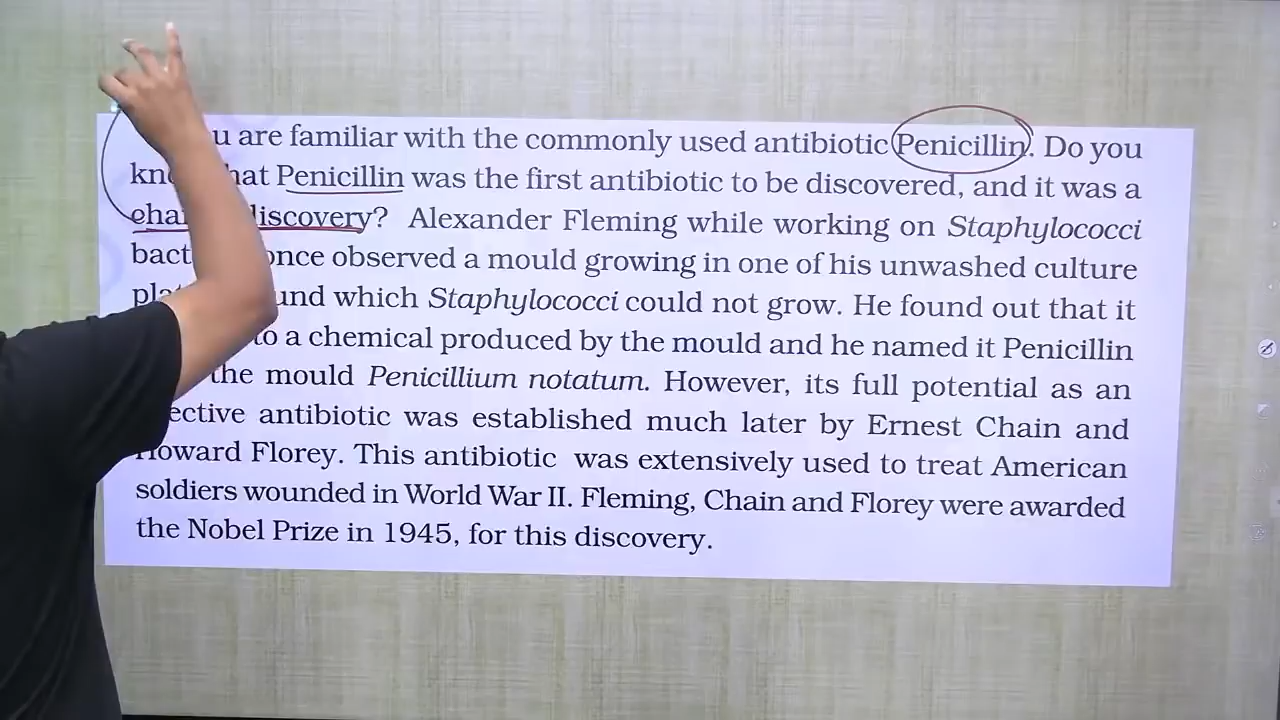 u are familiar with the commonly used antibiotic Penicillin. Do you
hat Penicillin was the first antibiotic to be discovered, and it was a
discovery? Alexander Fleming while working on Staphylococci
once observed a mould growing in one of his unwashed culture
und which Staphylococci could not grow. He found out that it
to a chemical produced by the mould and he named it Penicillin
the mould Penicillium notatum. However, its full potential as an
ective antibiotic was established much later by Ernest Chain and
Howard Florey. This antibiotic was extensively used to treat American
soldiers wounded in World War II. Fleming, Chain and Florey were awarded
the Nobel Prize in 1945, for this discovery.